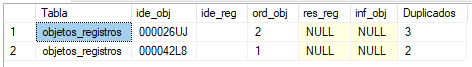 Tabla ide_obj ide_reg ord_obj res_reg inf_obj Duplicados
1 objetos_registros 000026UJ 2 NULL NULL 3
2 objetos_registros 000042L8 1 NULL NULL 2